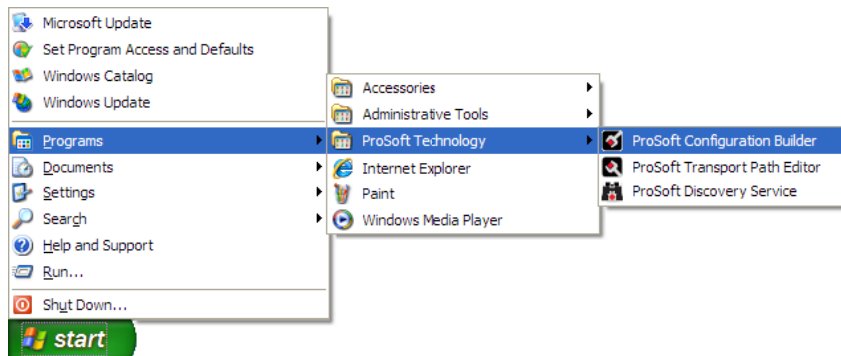 Microsoft Update
Set Program Access and Defaults
Windows Catalog
Windows Update
Programs
Documents
Settings
Search
Help and Support
Run...
Shut Down...
start
Accessories
Administrative Tools
ProSoft Technology
Internet Explorer
Paint
Windows Media Player
ProSoft Configuration Builder
ProSoft Transport Path Editor
ProSoft Discovery Service